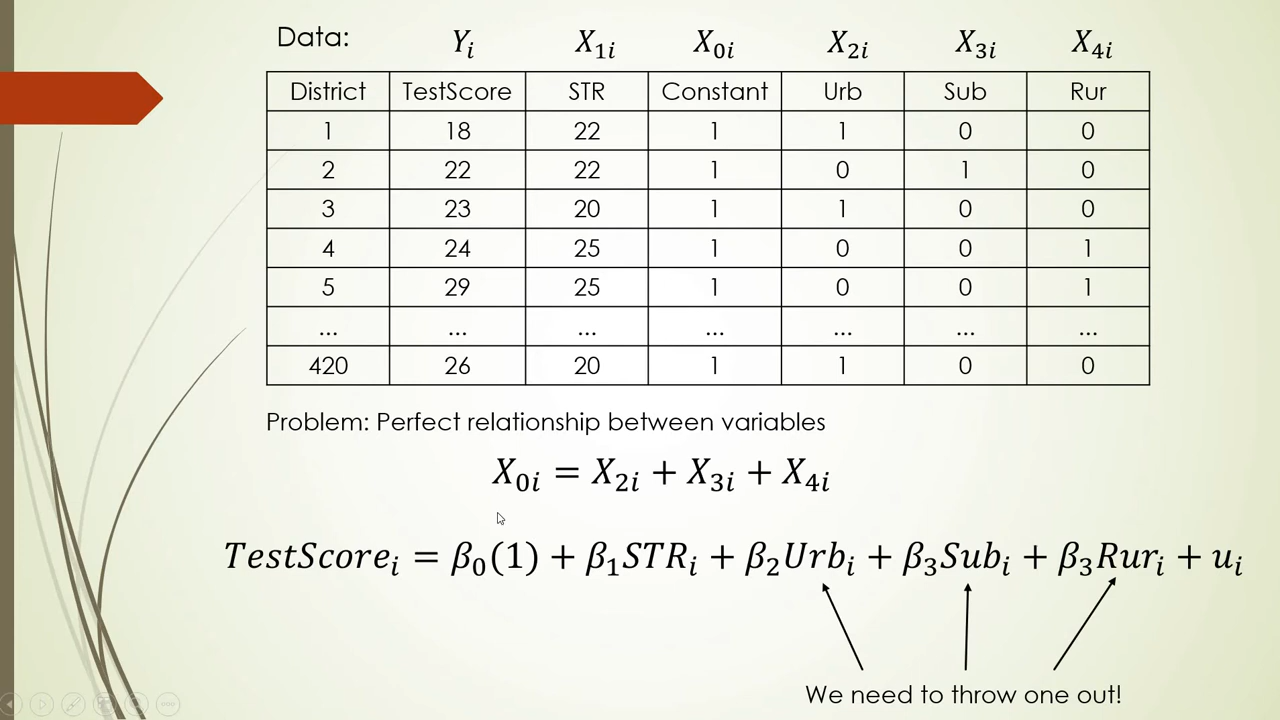 Data: Yᵢ X₁ᵢ X₀ᵢ X₂ᵢ X₃ᵢ X₄ᵢ
District TestScore STR Constant Urb Sub Rur
1 18 22 1 1 0 0
2 22 22 1 0 1 0
3 23 20 1 1 0 0
4 24 25 1 0 0 1
5 29 25 1 0 0 1
... ... ... ... ... ... ...
420 26 20 1 1 0 0
Problem: Perfect relationship between variables
X₀ᵢ = X₂ᵢ + X₃ᵢ + X₄ᵢ
TestScoreᵢ = β₀(1) + β₁STRᵢ + β₂Urbᵢ + β₃Subᵢ + β₃Rurᵢ + uᵢ
We need to throw one out!